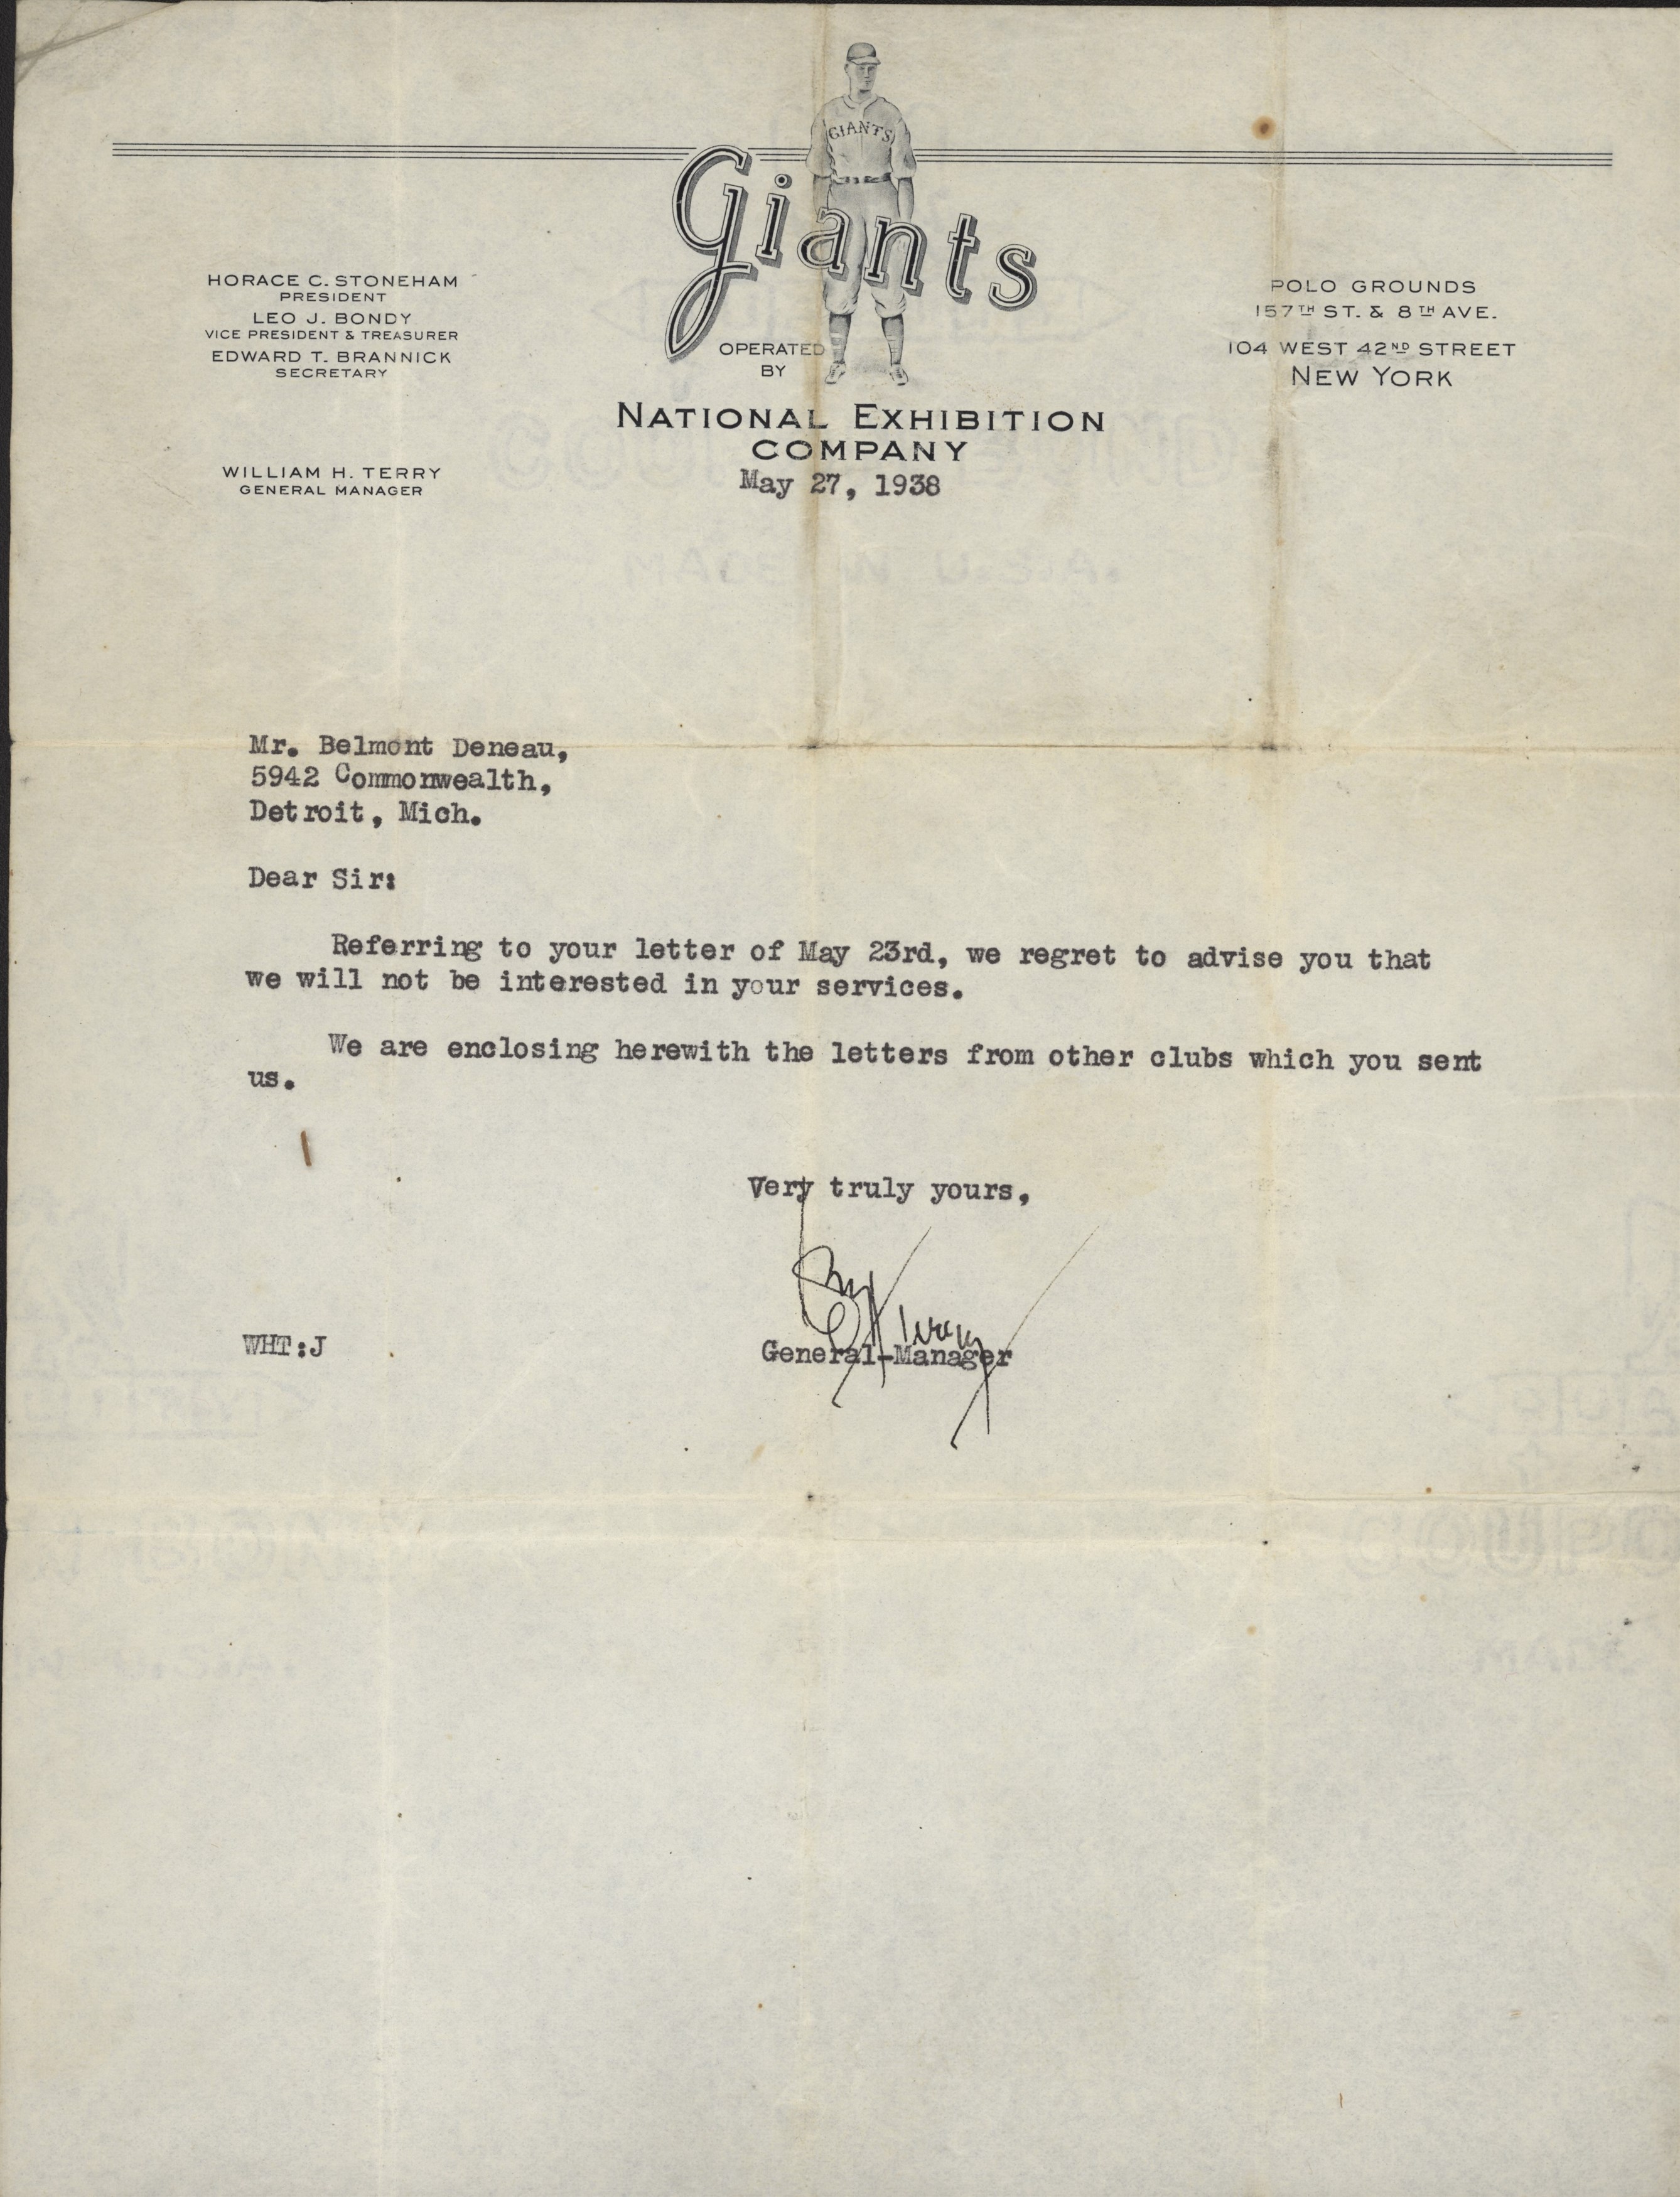 GIANTS
Giants
OPERATED
BY
NATIONAL EXHIBITION
COMPANY
HORACE C. STONEHAM
PRESIDENT
LEO J. BONDY
VICE PRESIDENT & TREASURER
EDWARD T. BRANNICK
SECRETARY
WILLIAM H. TERRY
GENERAL MANAGER
POLO GROUNDS
157TH ST. & 8TH AVE.
104 WEST 42ND STREET
NEW YORK
May 27, 1938
Mr. Belmont Deneau,
5942 Commonwealth,
Detroit, Mich.
Dear Sir:
Referring to your letter of May 23rd, we regret to advise you that
we will not be interested in your services.
We are enclosing herewith the letters from other clubs which you sent
us.
Very truly yours,
Terry
General-Manager
WHT:J
MADE IN U.S.A.